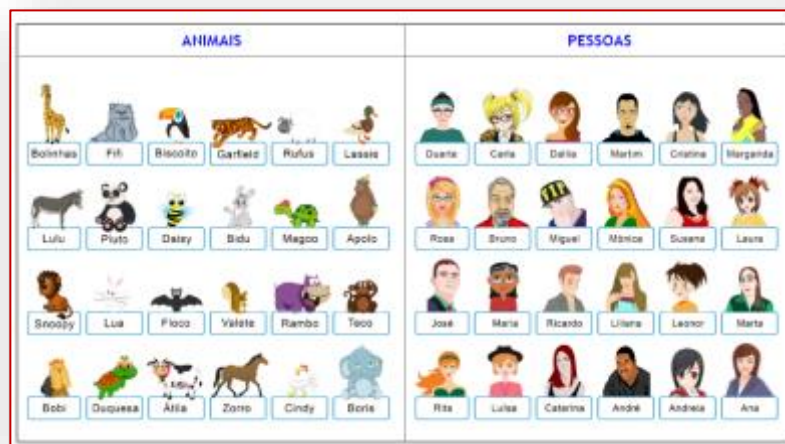 ANIMAIS PESSOAS
Bolinhas Fifi Biscoito Garfield Rufus Lassie Duarte Carla Dalila Martim Cristina Margarida
Lulu Pluto Daisy Bidu Magoo Apolo Rosa Bruno Miguel Mónica Susana Laura
Snoopy Lua Floco Valete Rambo Teco José Maria Ricardo Liliana Leonor Marta
Bobi Duquesa Átila Zorro Cindy Boris Rita Luísa Catarina André Andreia Ana